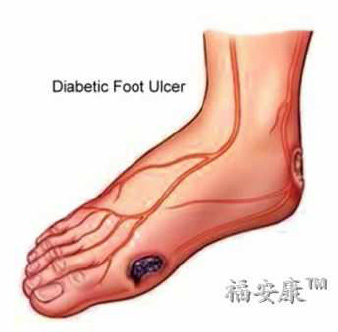 Diabetic Foot Ulcer
福安康™